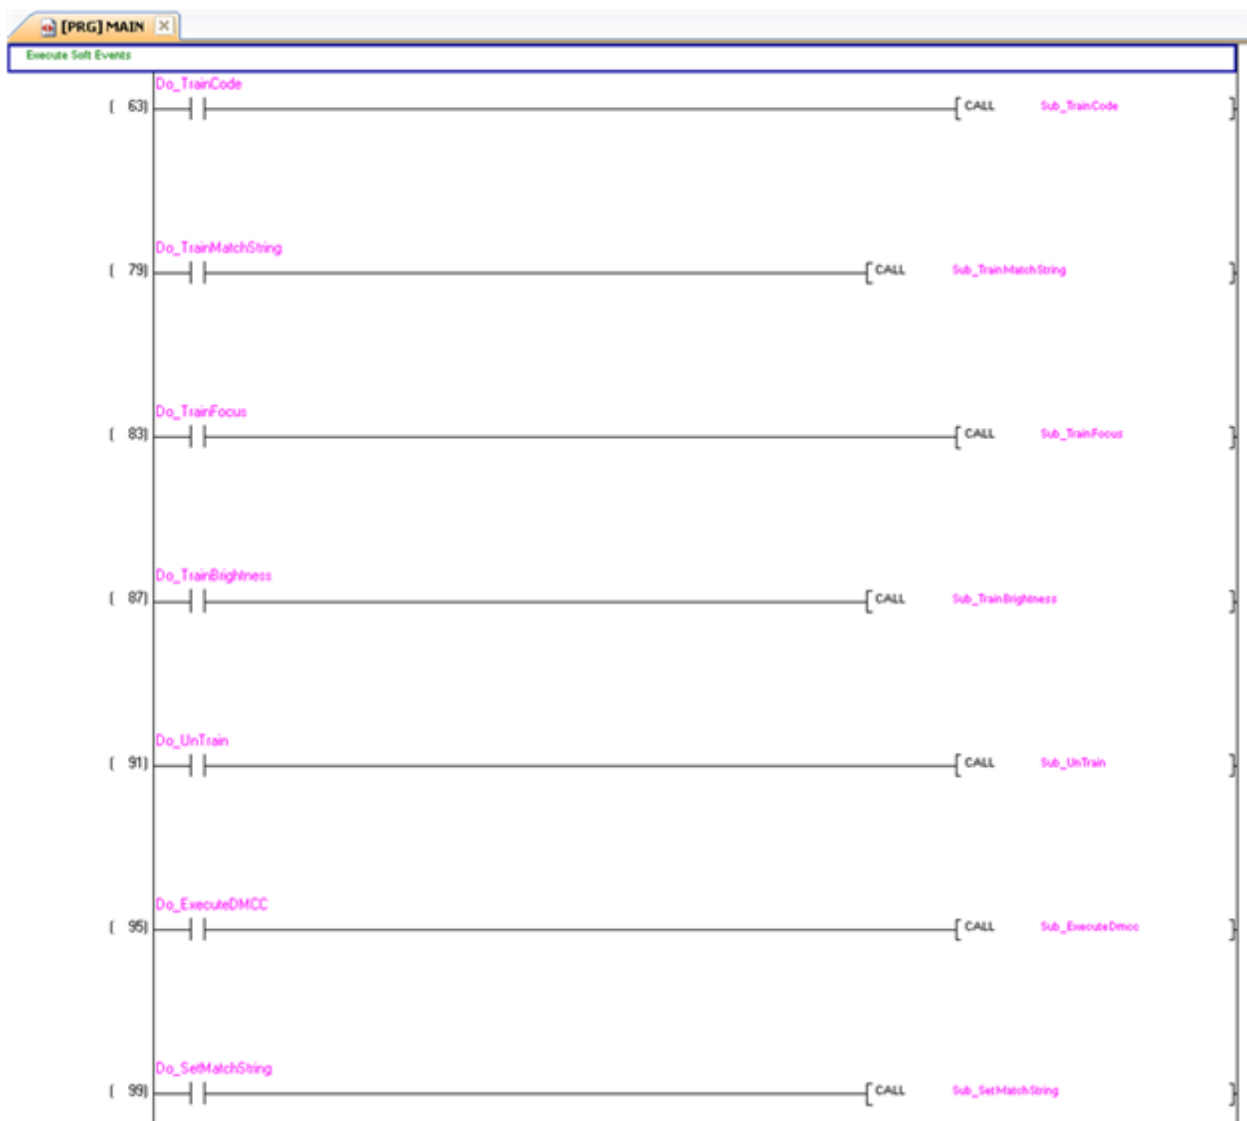 [PRG] MAIN
Execute Soft Events
Do_TrainCode
( 63) CALL Sub_TrainCode
Do_TrainMatchString
( 79) CALL Sub_TrainMatchString
Do_TrainFocus
( 83) CALL Sub_TrainFocus
Do_TrainBrightness
( 87) CALL Sub_TrainBrightness
Do_UnTrain
( 91) CALL Sub_UnTrain
Do_ExecuteDMCC
( 95) CALL Sub_ExecuteDmcc
Do_SetMatchString
( 99) CALL Sub_SetMatchString